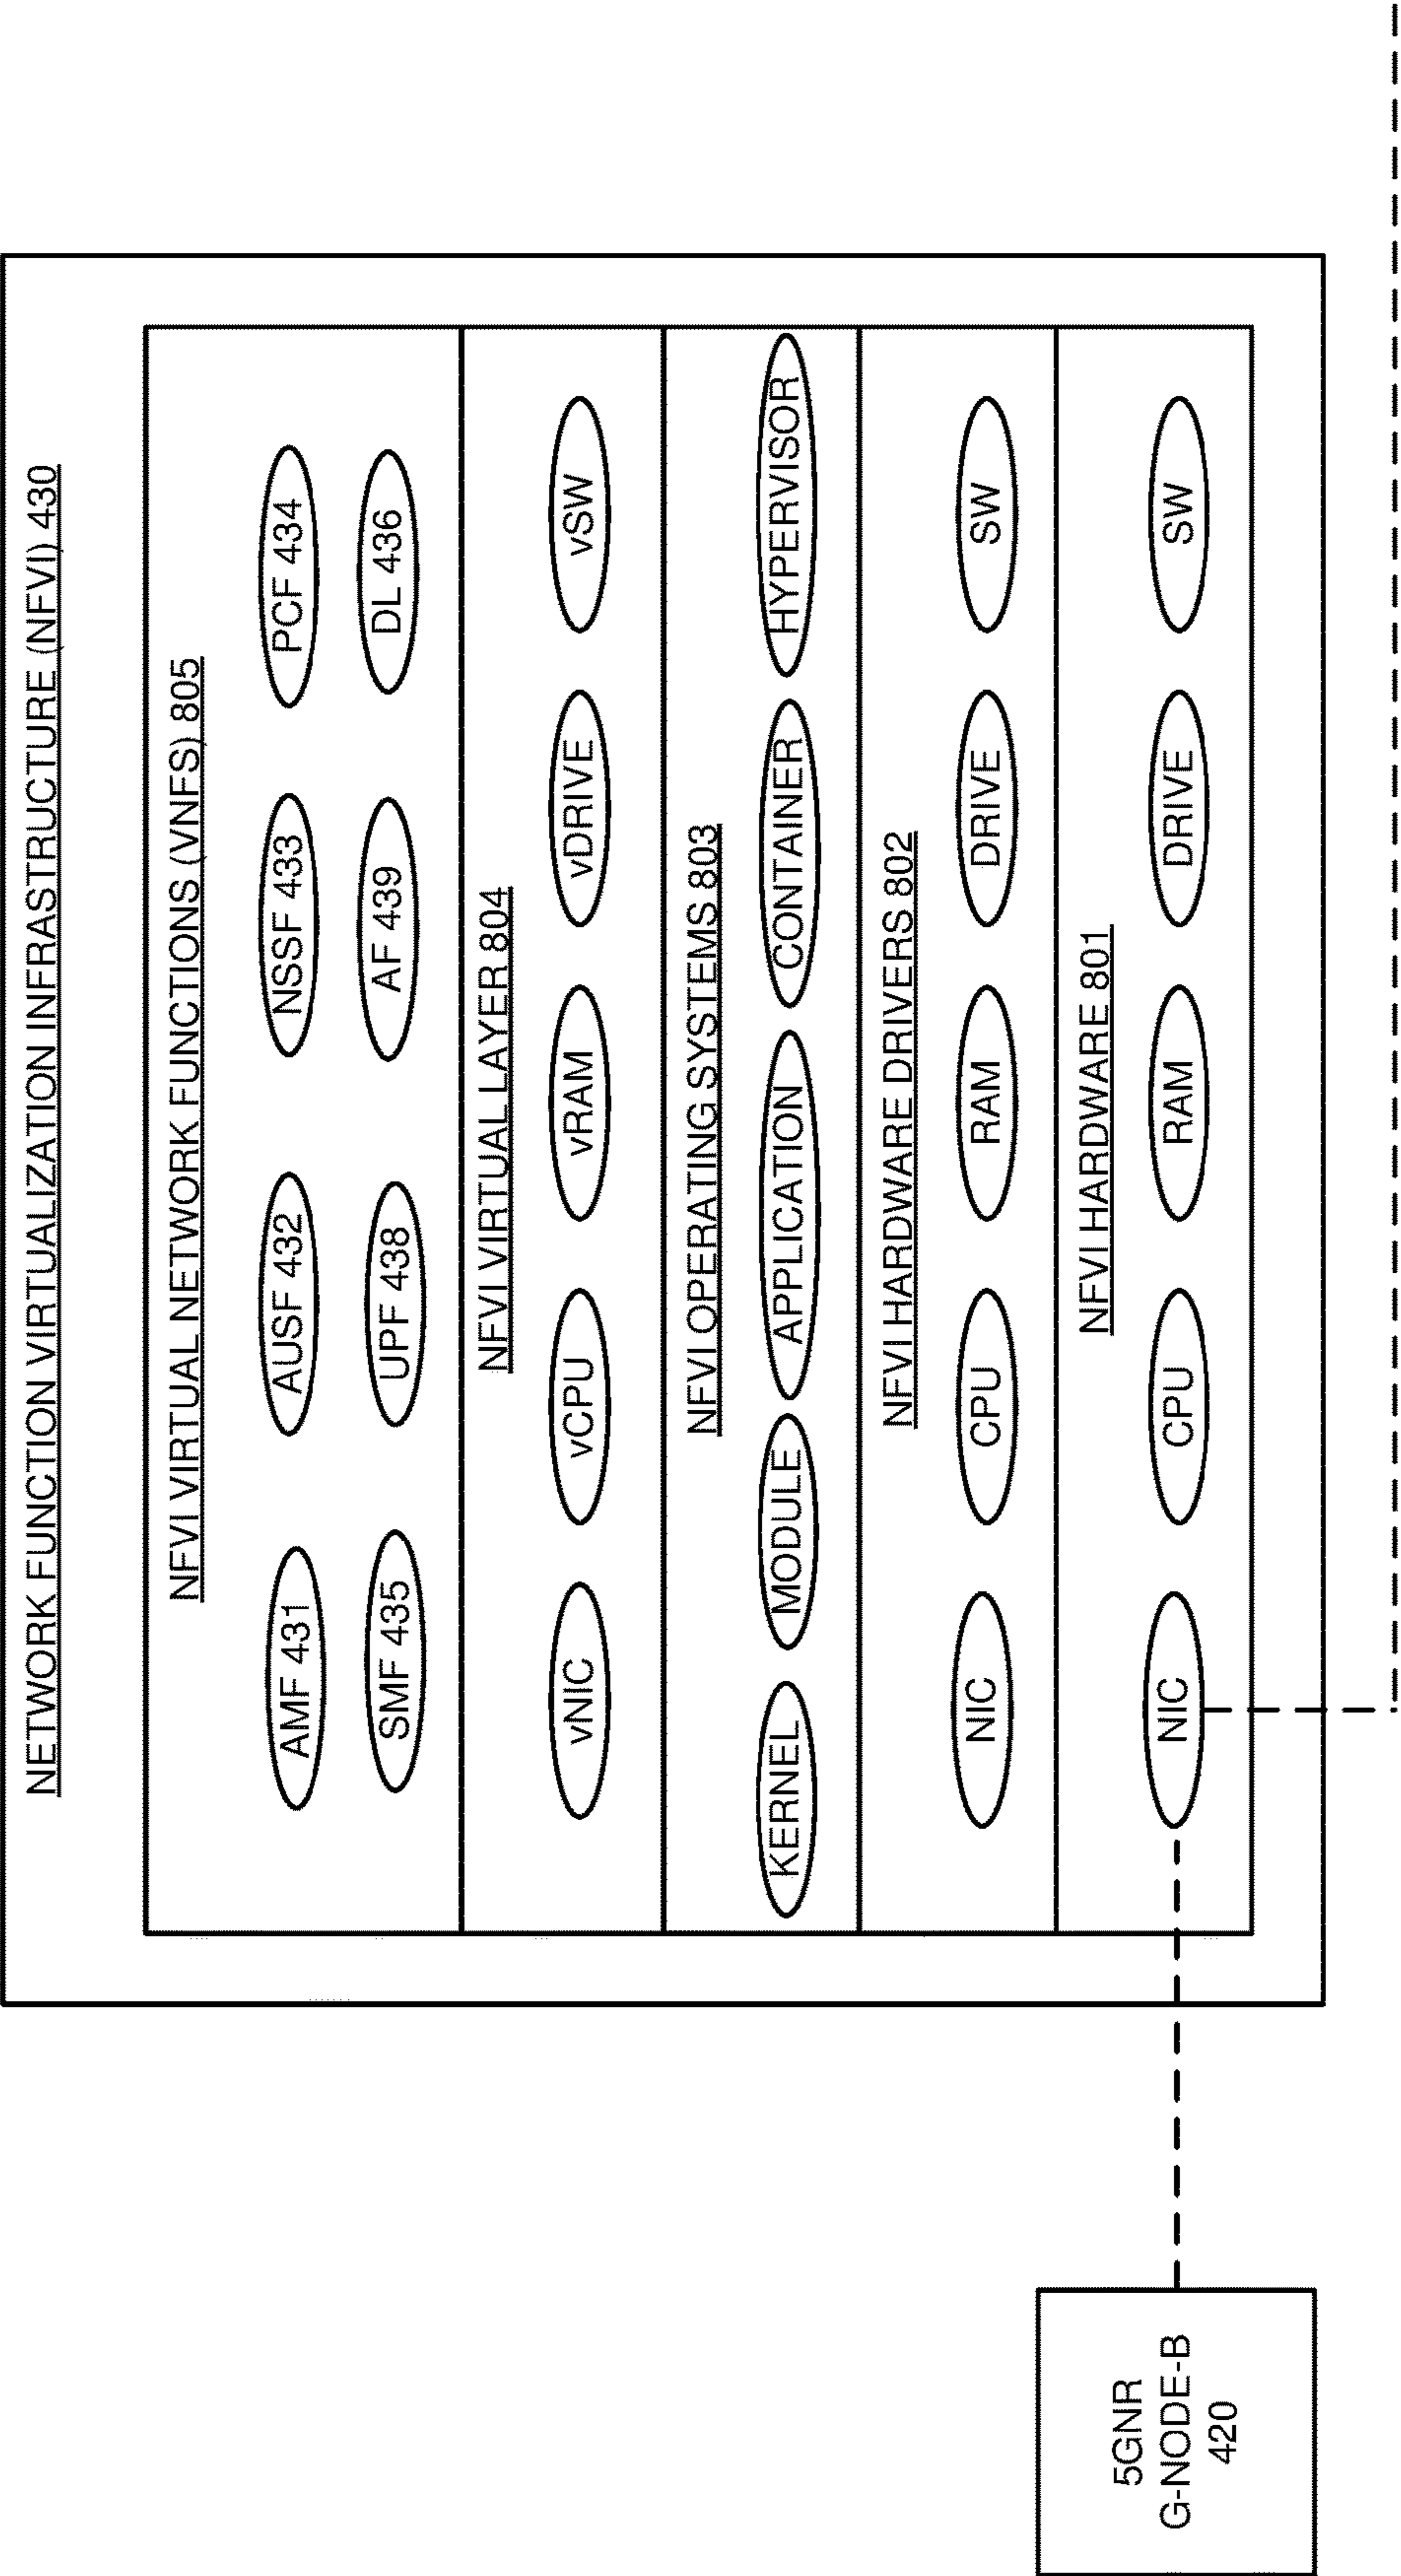 NETWORK FUNCTION VIRTUALIZATION INFRASTRUCTURE (NFVI) 430
NFVI VIRTUAL NETWORK FUNCTIONS (VNFS) 805
AMF 431 AUSF 432 NSSF 433 PCF 434
SMF 435 UPF 438 AF 439 DL 436
NFVI VIRTUAL LAYER 804
vNIC vCPU vRAM vDRIVE vSW
NFVI OPERATING SYSTEMS 803
KERNEL MODULE APPLICATION CONTAINER HYPERVISOR
NFVI HARDWARE DRIVERS 802
NIC CPU RAM DRIVE SW
NFVI HARDWARE 801
NIC CPU RAM DRIVE SW
5GNR
G-NODE-B
420